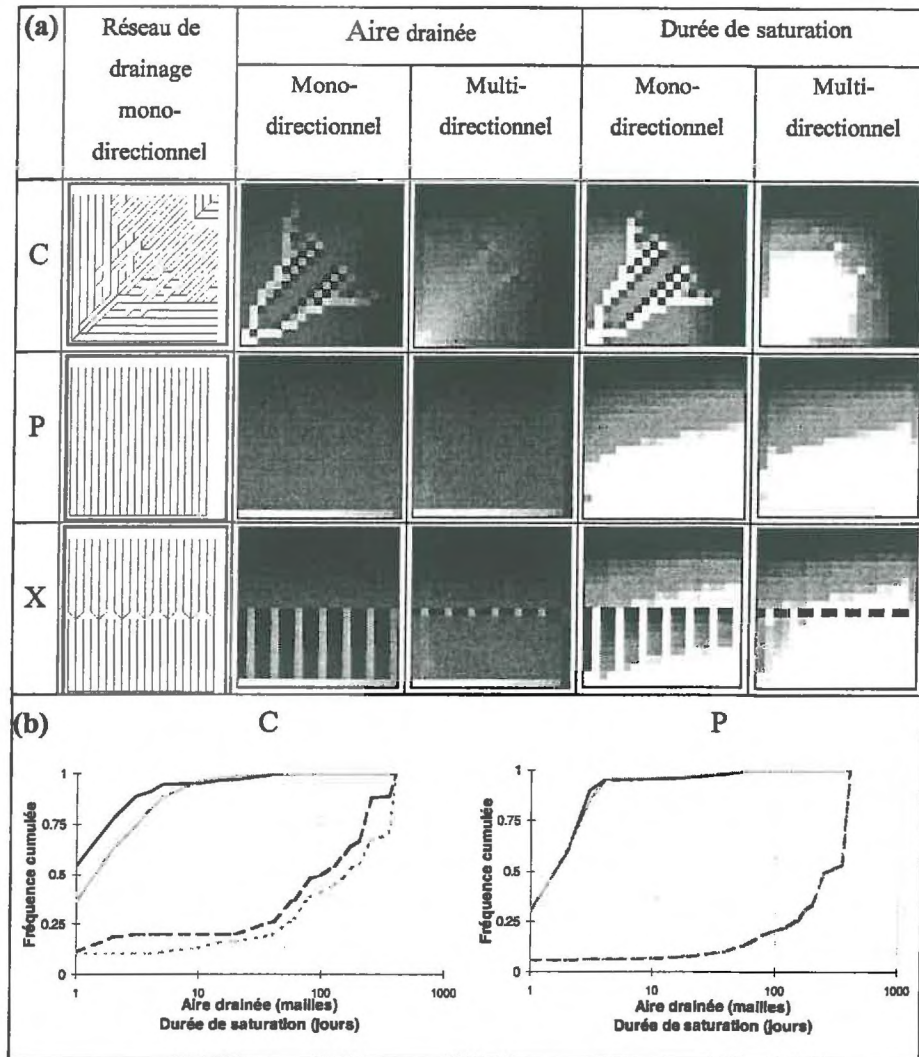 (a)
Réseau de
drainage
mono-
directionnel
Aire drainée
Durée de saturation
Mono-
directionnel
Multi-
directionnel
Mono-
directionnel
Multi-
directionnel
C
P
X
(b)
C
P
Fréquence cumulée
1
0.75
0.5
0.25
0
1
10
100
1000
Aire drainée (mailles)
Durée de saturation (jours)
Fréquence cumulée
1
0.75
0.5
0.25
0
1
10
100
1000
Aire drainée (mailles)
Durée de saturation (jours)